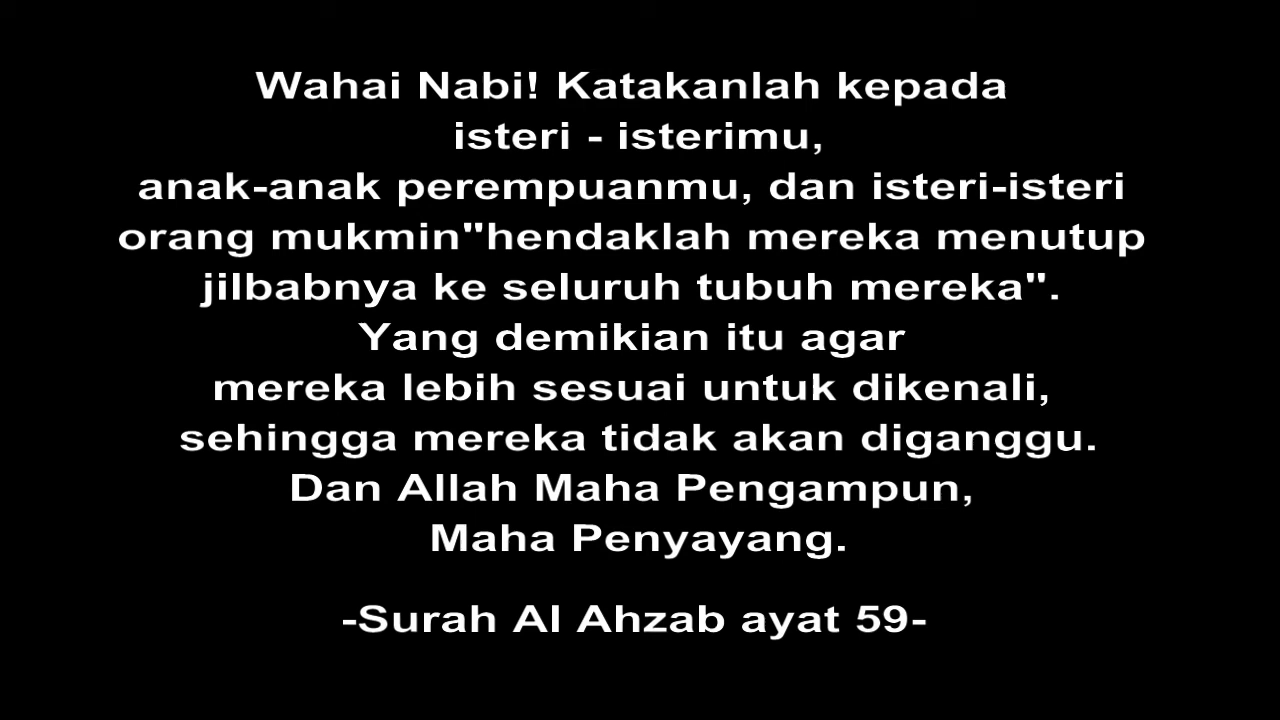 Wahai Nabi! Katakanlah kepada
isteri - isterimu,
anak-anak perempuanmu, dan isteri-isteri
orang mukmin"hendaklah mereka menutup
jilbabnya ke seluruh tubuh mereka".
Yang demikian itu agar
mereka lebih sesuai untuk dikenali,
sehingga mereka tidak akan diganggu.
Dan Allah Maha Pengampun,
Maha Penyayang.
-Surah Al Ahzab ayat 59-